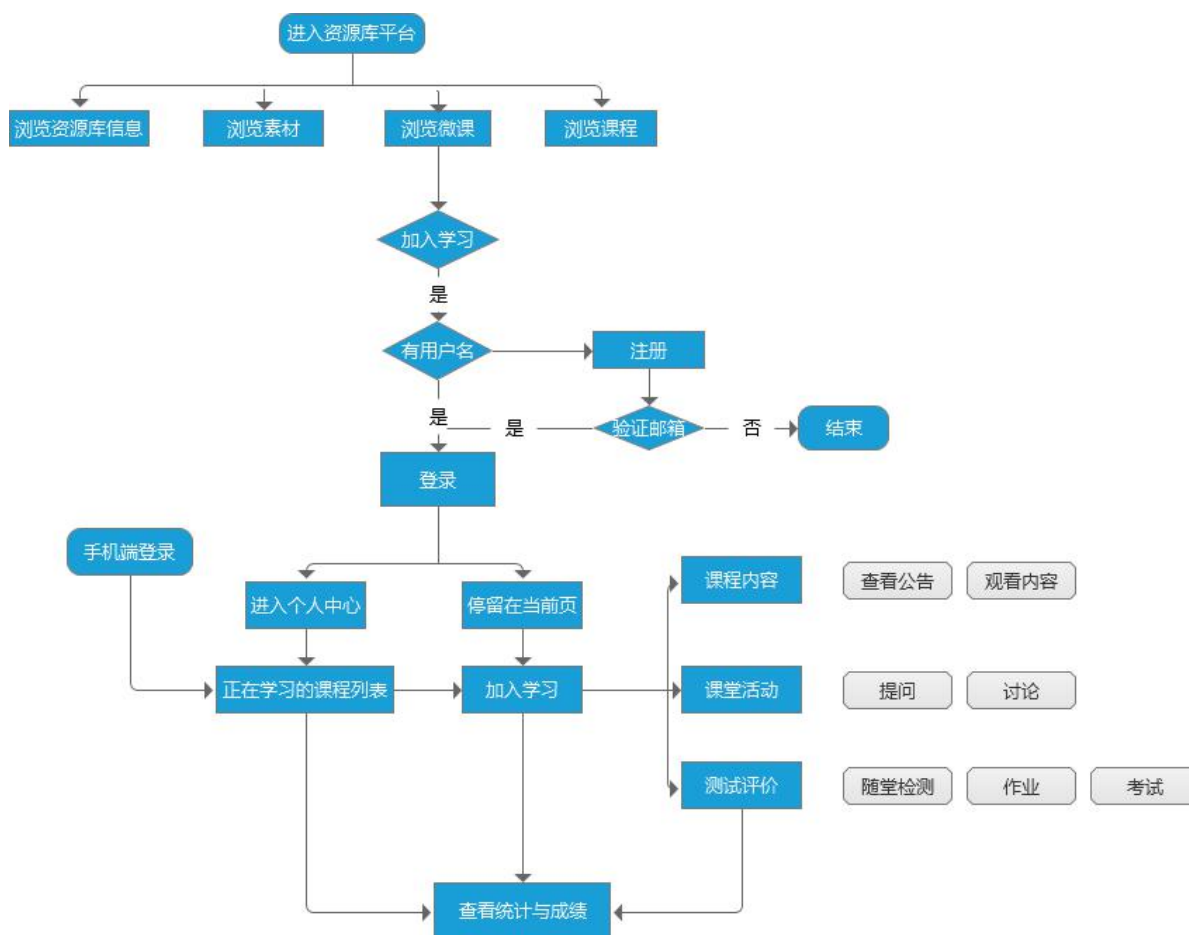 进入资源库平台
浏览资源库信息
浏览素材
浏览微课
浏览课程
加入学习
是
有用户名
注册
是
是
验证邮箱
否
结束
登录
手机端登录
课程内容
查看公告
观看内容
进入个人中心
停留在当前页
正在学习的课程列表
加入学习
课堂活动
提问
讨论
测试评价
随堂检测
作业
考试
查看统计与成绩